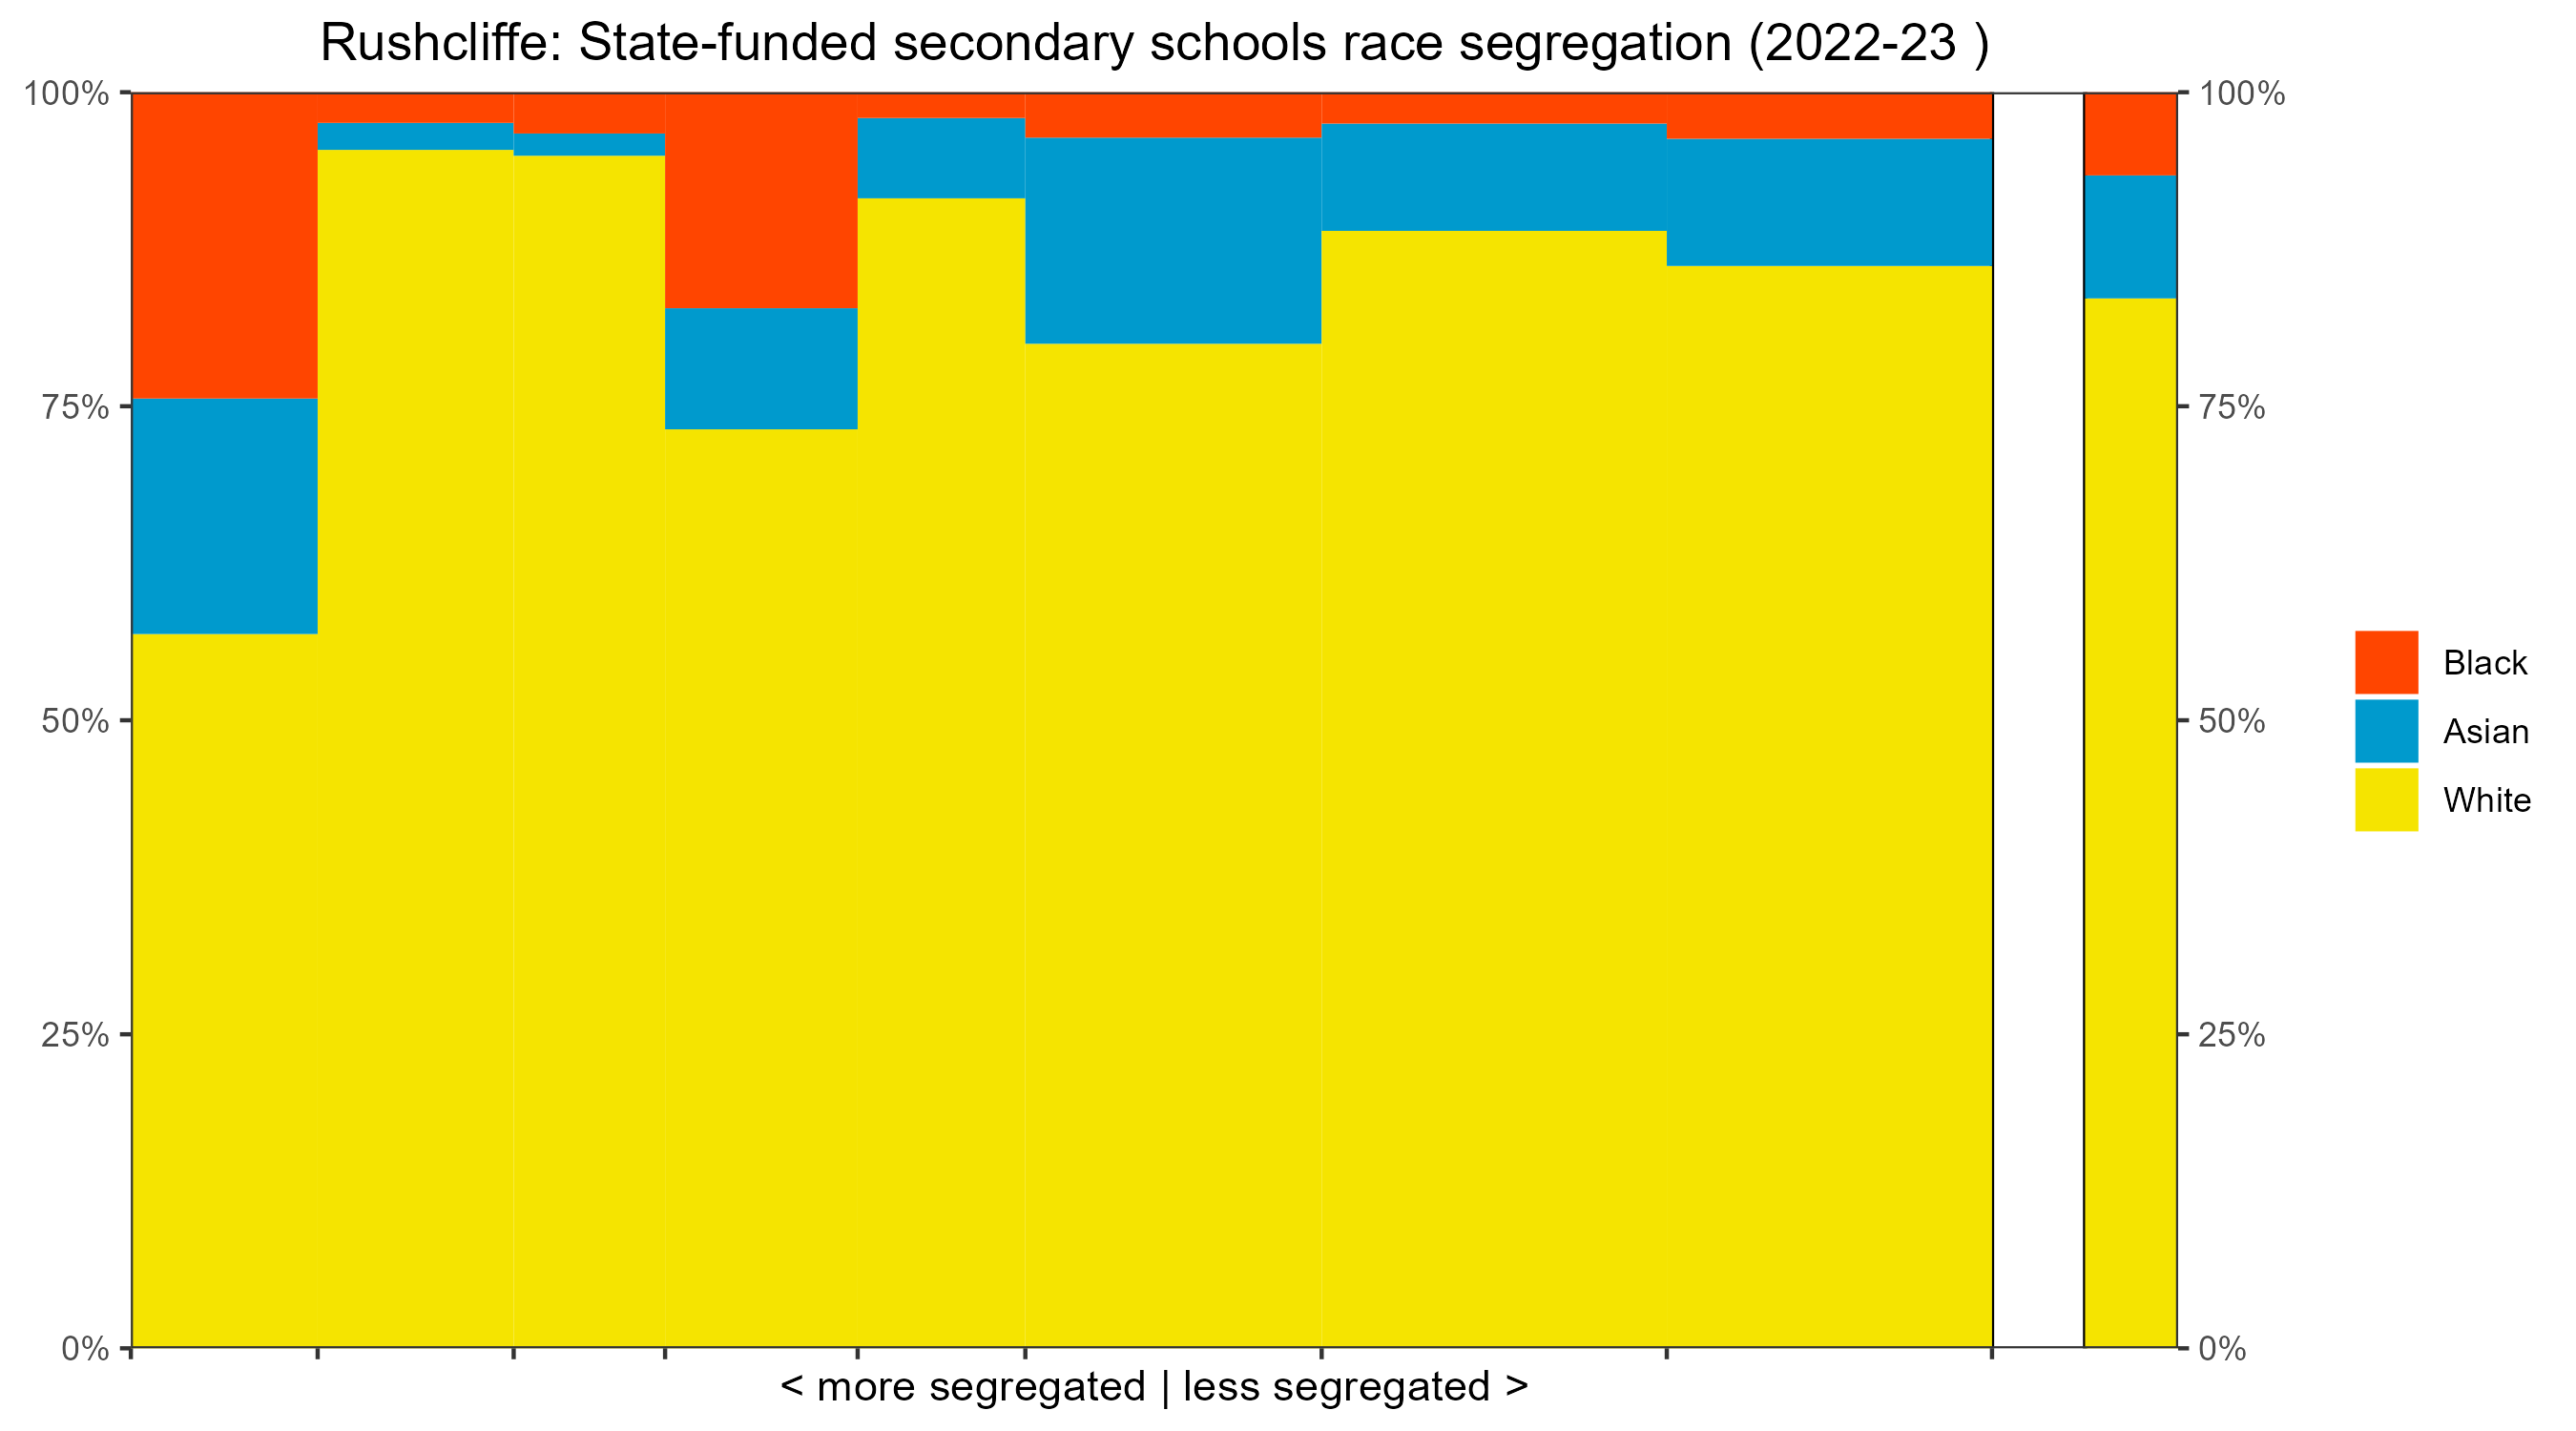 Rushcliffe: State-funded secondary schools race segregation (2022-23 )
100%
75%
50%
25%
0%
100%
75%
50%
25%
0%
Black
Asian
White
< more segregated | less segregated >